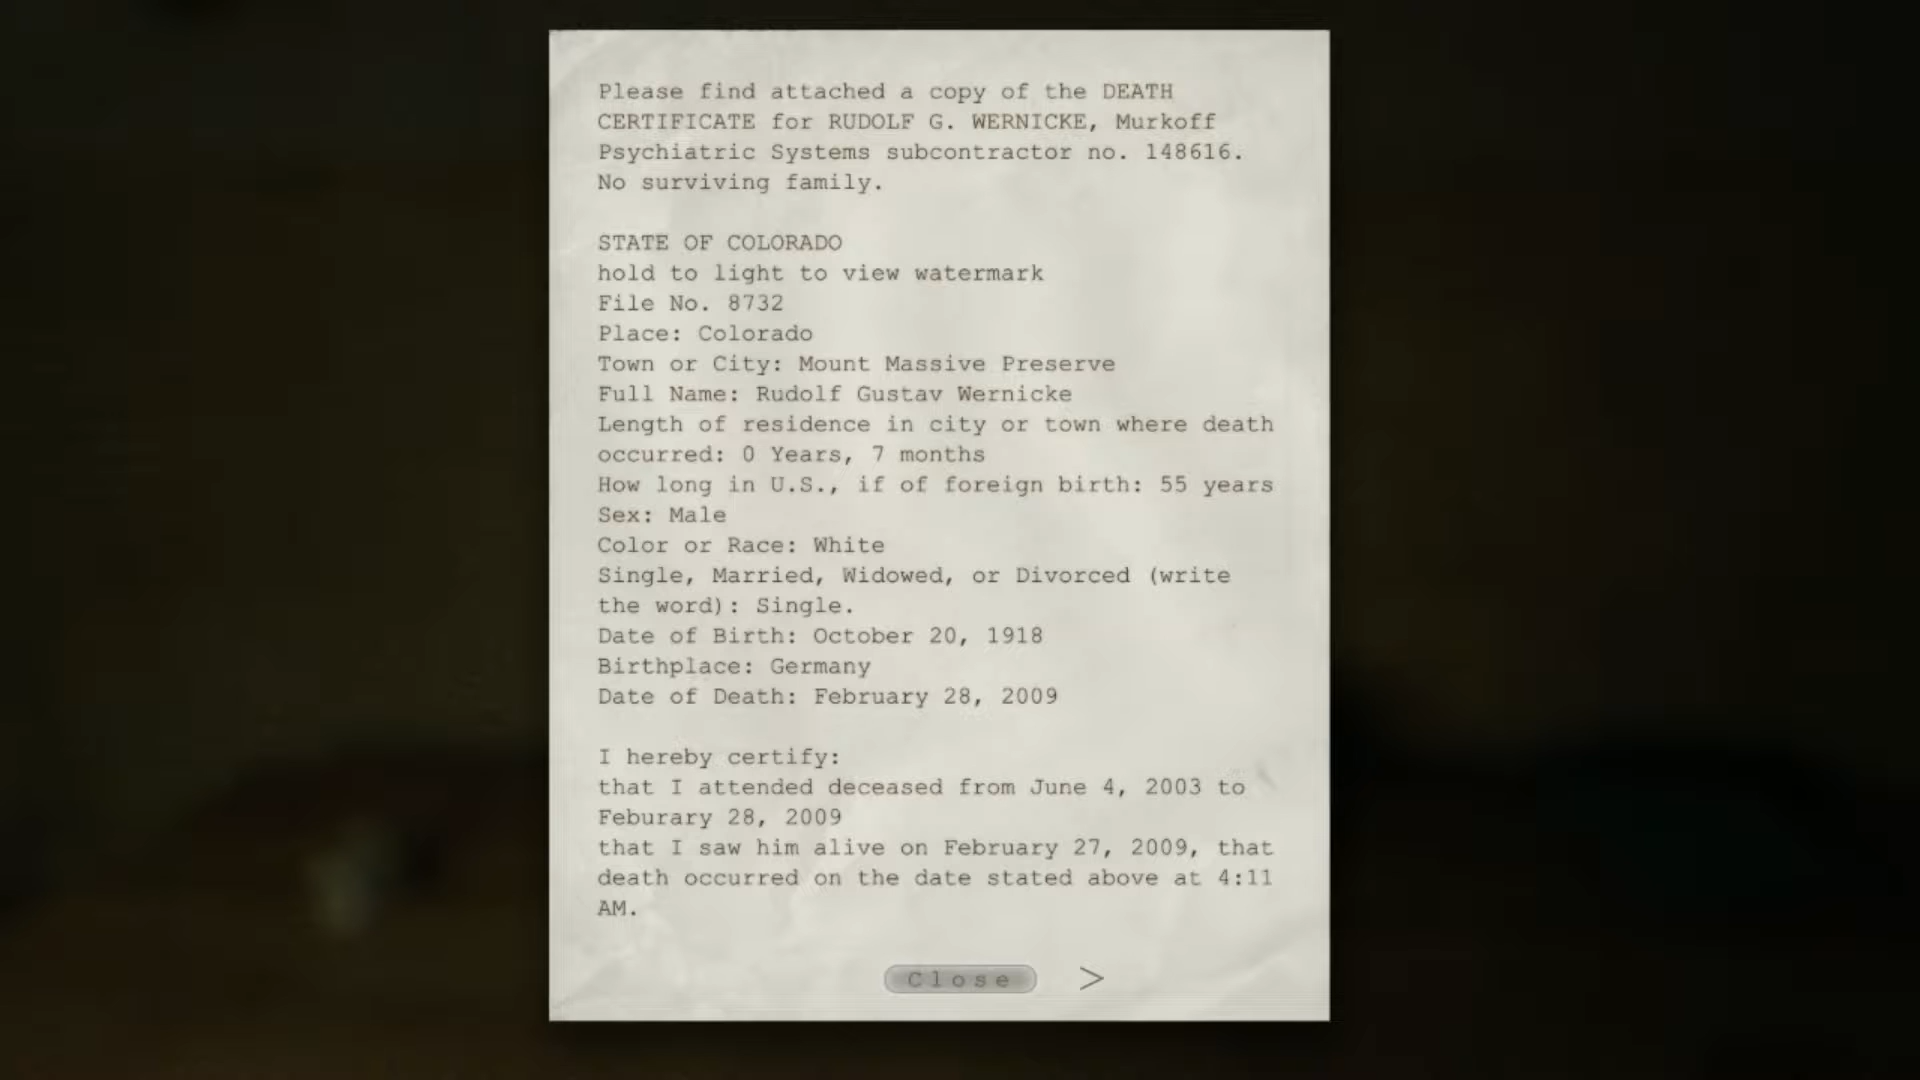 Please find attached a copy of the DEATH
CERTIFICATE for RUDOLF G. WERNICKE, Murkoff
Psychiatric Systems subcontractor no. 148616.
No surviving family.
STATE OF COLORADO
hold to light to view watermark
File No. 8732
Place: Colorado
Town or City: Mount Massive Preserve
Full Name: Rudolf Gustav Wernicke
Length of residence in city or town where death
occurred: 0 Years, 7 months
How long in U.S., if of foreign birth: 55 years
Sex: Male
Color or Race: White
Single, Married, Widowed, or Divorced (write
the word): Single.
Date of Birth: October 20, 1918
Birthplace: Germany
Date of Death: February 28, 2009
I hereby certify:
that I attended deceased from June 4, 2003 to
Feburary 28, 2009
that I saw him alive on February 27, 2009, that
death occurred on the date stated above at 4:11
AM.
Close >